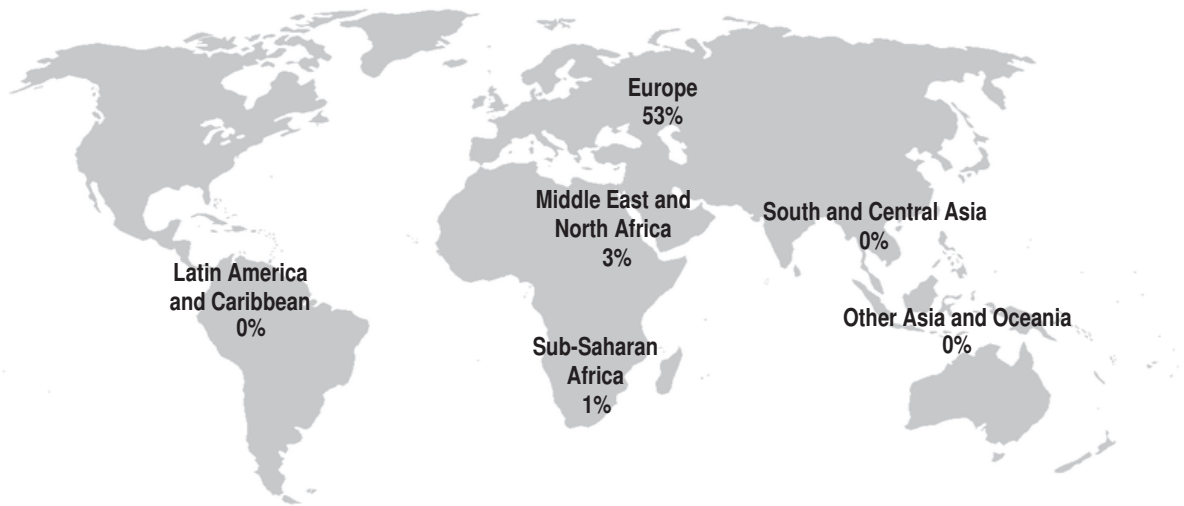 Europe
53%
Middle East and
North Africa
3%
South and Central Asia
0%
Latin America
and Caribbean
0%
Other Asia and Oceania
0%
Sub-Saharan
Africa
1%